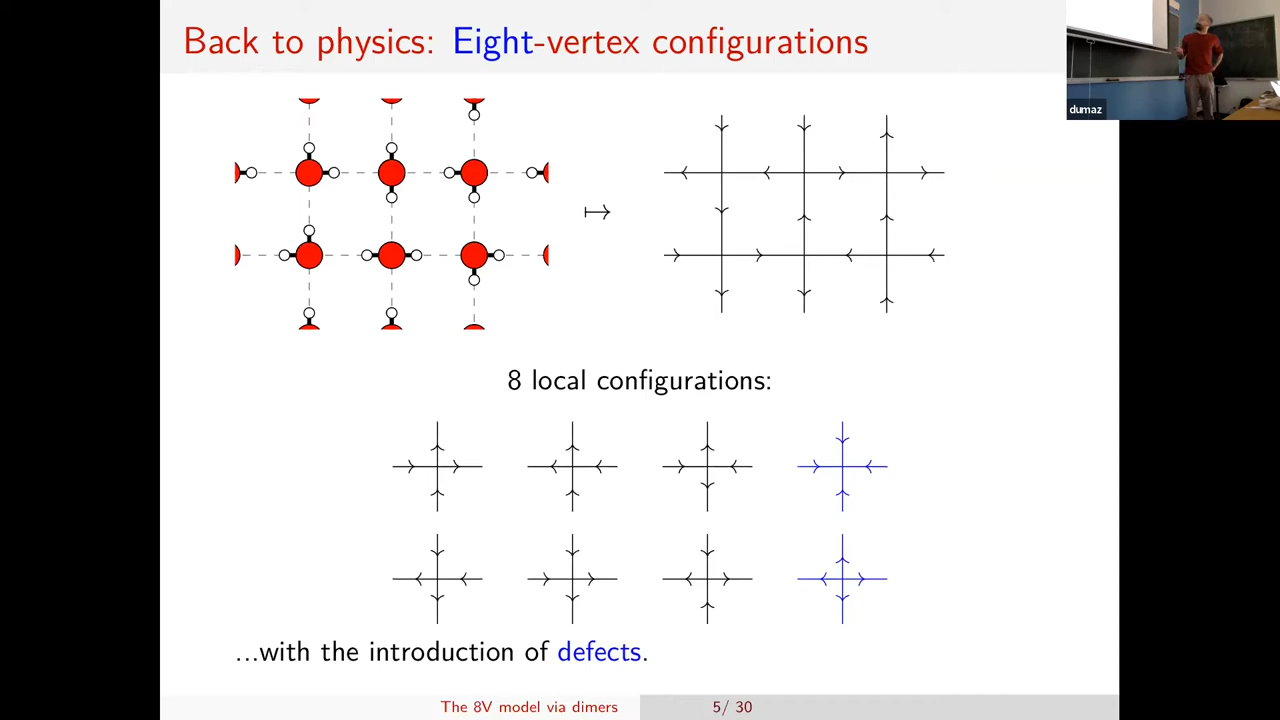 Back to physics: Eight-vertex configurations
dumaz
↦
8 local configurations:
...with the introduction of defects.
The 8V model via dimers
5/ 30